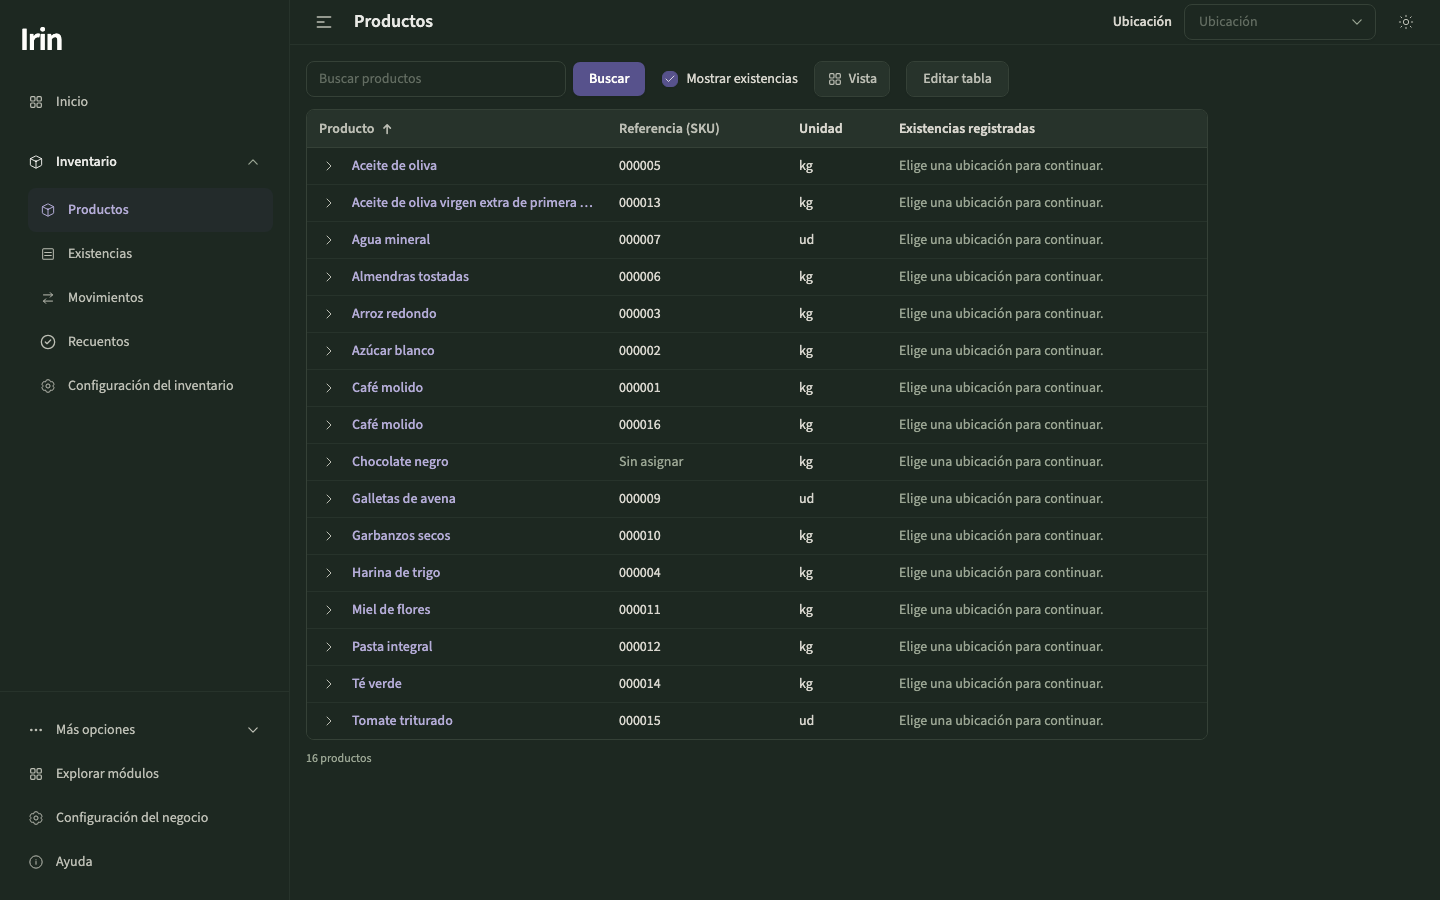 Irin
Productos
Ubicación
Ubicación
Inicio
Inventario
Productos
Existencias
Movimientos
Recuentos
Configuración del inventario
Más opciones
Explorar módulos
Configuración del negocio
Ayuda
Buscar productos
Buscar
Mostrar existencias
Vista
Editar tabla
Producto Referencia (SKU) Unidad Existencias registradas
Aceite de oliva 000005 kg Elige una ubicación para continuar.
Aceite de oliva virgen extra de primera … 000013 kg Elige una ubicación para continuar.
Agua mineral 000007 ud Elige una ubicación para continuar.
Almendras tostadas 000006 kg Elige una ubicación para continuar.
Arroz redondo 000003 kg Elige una ubicación para continuar.
Azúcar blanco 000002 kg Elige una ubicación para continuar.
Café molido 000001 kg Elige una ubicación para continuar.
Café molido 000016 kg Elige una ubicación para continuar.
Chocolate negro Sin asignar kg Elige una ubicación para continuar.
Galletas de avena 000009 ud Elige una ubicación para continuar.
Garbanzos secos 000010 kg Elige una ubicación para continuar.
Harina de trigo 000004 kg Elige una ubicación para continuar.
Miel de flores 000011 kg Elige una ubicación para continuar.
Pasta integral 000012 kg Elige una ubicación para continuar.
Té verde 000014 kg Elige una ubicación para continuar.
Tomate triturado 000015 ud Elige una ubicación para continuar.
16 productos